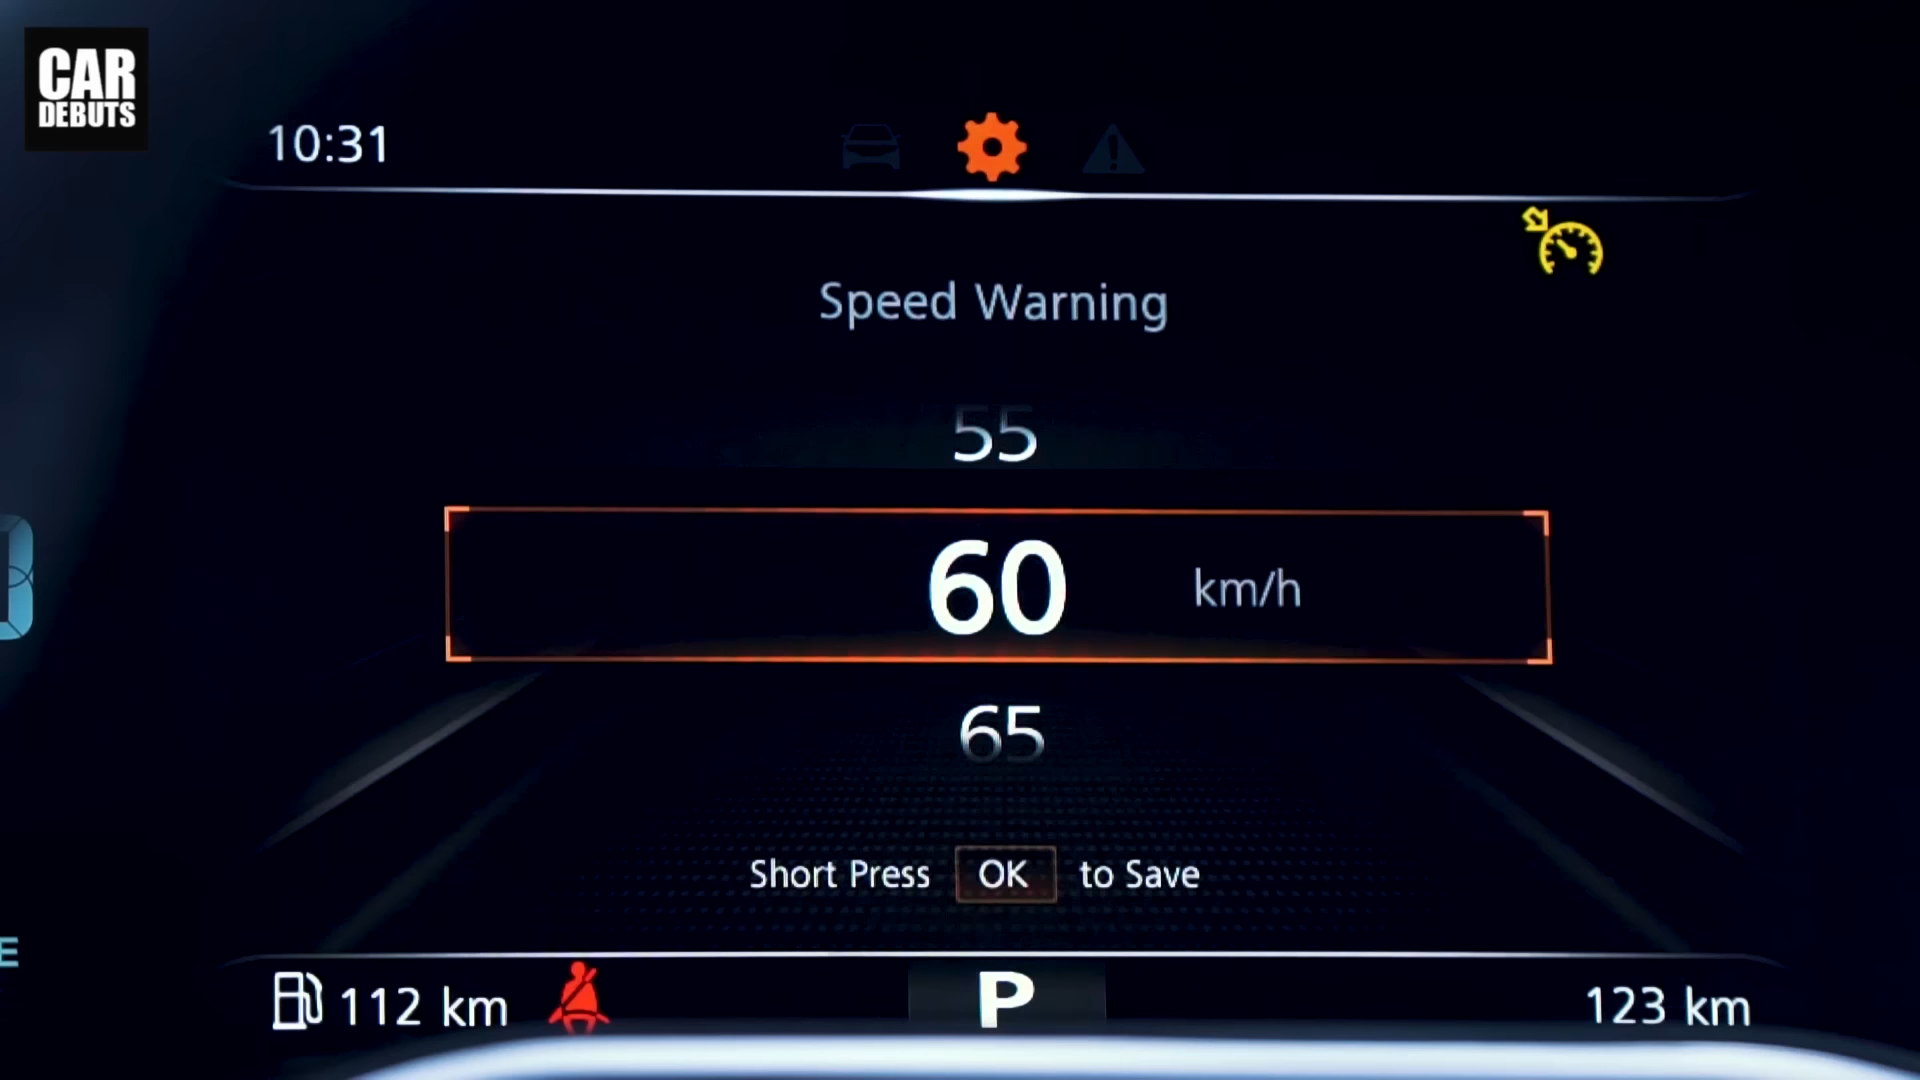 CAR
DEBUTS
10:31
Speed Warning
55
60 km/h
65
Short Press OK to Save
E
112 km P 123 km